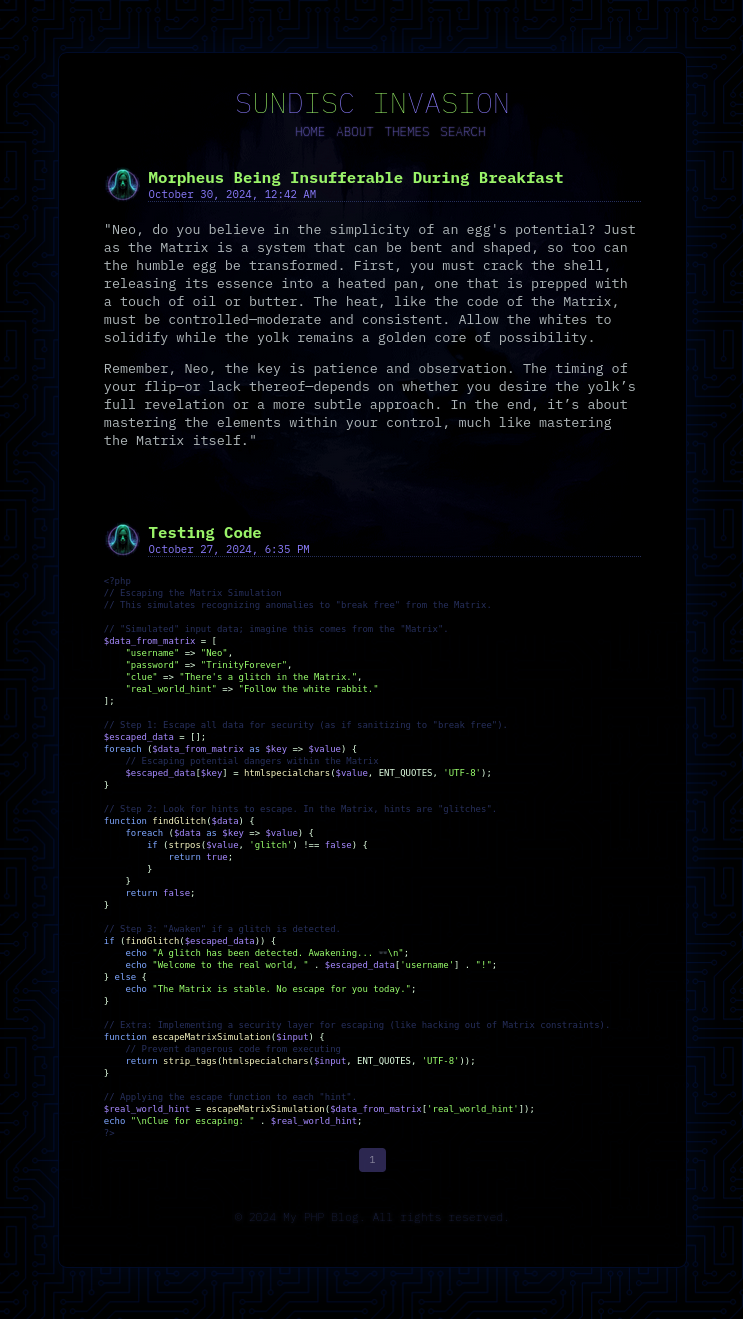 SUNDISC INVASION
HOME ABOUT THEMES SEARCH
Morpheus Being Insufferable During Breakfast
October 30, 2024, 12:42 AM
"Neo, do you believe in the simplicity of an egg's potential? Just
as the Matrix is a system that can be bent and shaped, so too can
the humble egg be transformed. First, you must crack the shell,
releasing its essence into a heated pan, one that is prepped with
a touch of oil or butter. The heat, like the code of the Matrix,
must be controlled—moderate and consistent. Allow the whites to
solidify while the yolk remains a golden core of possibility.
Remember, Neo, the key is patience and observation. The timing of
your flip—or lack thereof—depends on whether you desire the yolk’s
full revelation or a more subtle approach. In the end, it’s about
mastering the elements within your control, much like mastering
the Matrix itself."
Testing Code
October 27, 2024, 6:35 PM
<?php
// Escaping the Matrix Simulation
// This simulates recognizing anomalies to "break free" from the Matrix.
// "Simulated" input data; imagine this comes from the "Matrix".
$data_from_matrix = [
    "username" => "Neo",
    "password" => "TrinityForever",
    "clue" => "There's a glitch in the Matrix.",
    "real_world_hint" => "Follow the white rabbit."
];
// Step 1: Escape all data for security (as if sanitizing to "break free").
$escaped_data = [];
foreach ($data_from_matrix as $key => $value) {
    // Escaping potential dangers within the Matrix
    $escaped_data[$key] = htmlspecialchars($value, ENT_QUOTES, 'UTF-8');
}
// Step 2: Look for hints to escape. In the Matrix, hints are "glitches".
function findGlitch($data) {
    foreach ($data as $key => $value) {
        if (strpos($value, 'glitch') !== false) {
            return true;
        }
    }
    return false;
}
// Step 3: "Awaken" if a glitch is detected.
if (findGlitch($escaped_data)) {
    echo "A glitch has been detected. Awakening... 🕶️\n";
    echo "Welcome to the real world, " . $escaped_data['username'] . "!";
} else {
    echo "The Matrix is stable. No escape for you today.";
}
// Extra: Implementing a security layer for escaping (like hacking out of Matrix constraints).
function escapeMatrixSimulation($input) {
    // Prevent dangerous code from executing
    return strip_tags(htmlspecialchars($input, ENT_QUOTES, 'UTF-8'));
}
// Applying the escape function to each "hint".
$real_world_hint = escapeMatrixSimulation($data_from_matrix['real_world_hint']);
echo "\nClue for escaping: " . $real_world_hint;
?>
1
© 2024 My PHP Blog. All rights reserved.